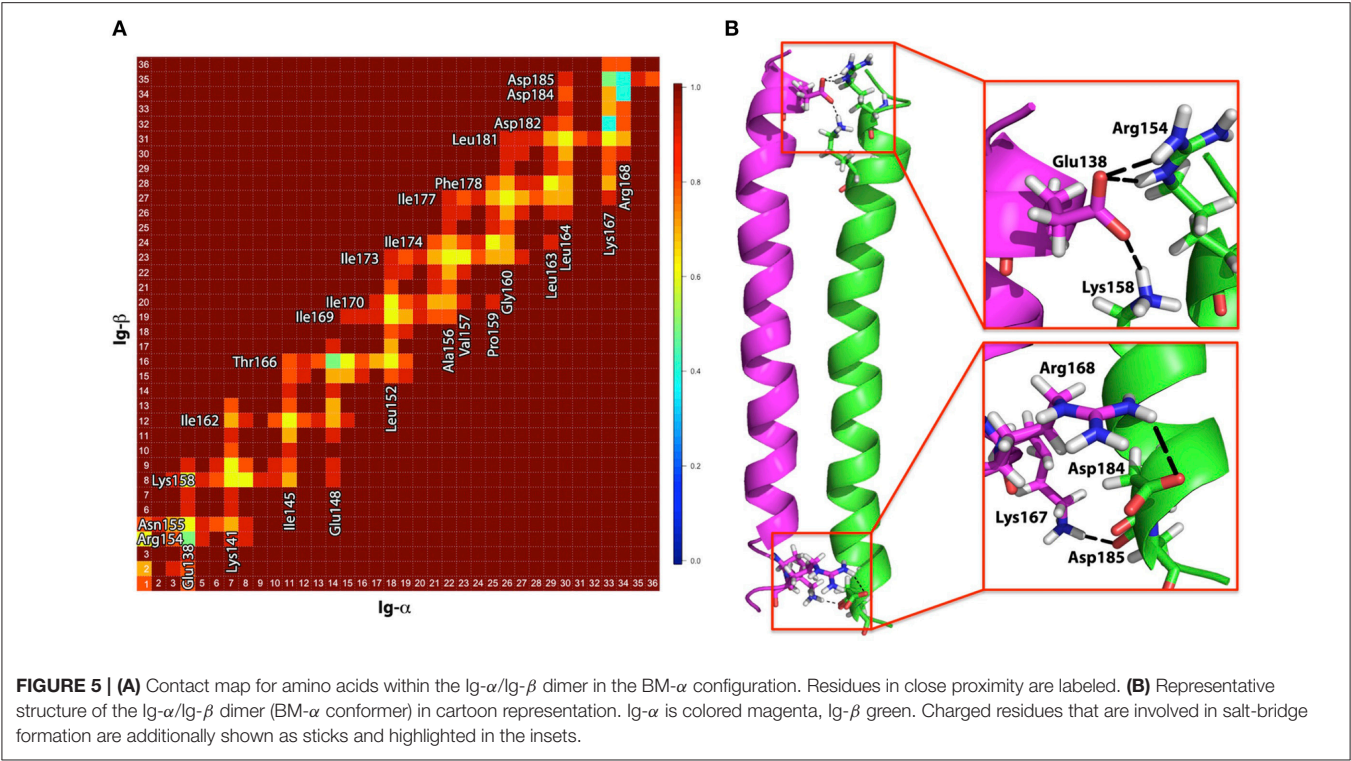 A
B
36
35
34
33
32
31
30
29
28
27
26
25
24
23
22
21
20
19
18
17
16
15
14
13
12
11
10
9
8
7
6
5
4
3
2
1 2 3 4 5 6 7 8 9 10 11 12 13 14 15 16 17 18 19 20 21 22 23 24 25 26 27 28 29 30 31 32 33 34 35 36
Asp185
Asp184
Asp182
Leu181
Phe178
Ile177
Ile174
Ile173
Ile170
Ile169
Thr166
Ile162
Lys158
Asn155
Arg154
Glu138
Lys141
Ile145
Glu148
Leu152
Ala156
Val157
Pro159
Gly160
Leu163
Leu164
Lys167
Arg168
Ig-β
Ig-α
1.0
0.8
0.6
0.4
0.2
0.0
Arg154
Glu138
Lys158
Arg168
Asp184
Lys167
Asp185
FIGURE 5 | (A) Contact map for amino acids within the Ig-α/Ig-β dimer in the BM-α configuration. Residues in close proximity are labeled. (B) Representative
structure of the Ig-α/Ig-β dimer (BM-α conformer) in cartoon representation. Ig-α is colored magenta, Ig-β green. Charged residues that are involved in salt-bridge
formation are additionally shown as sticks and highlighted in the insets.